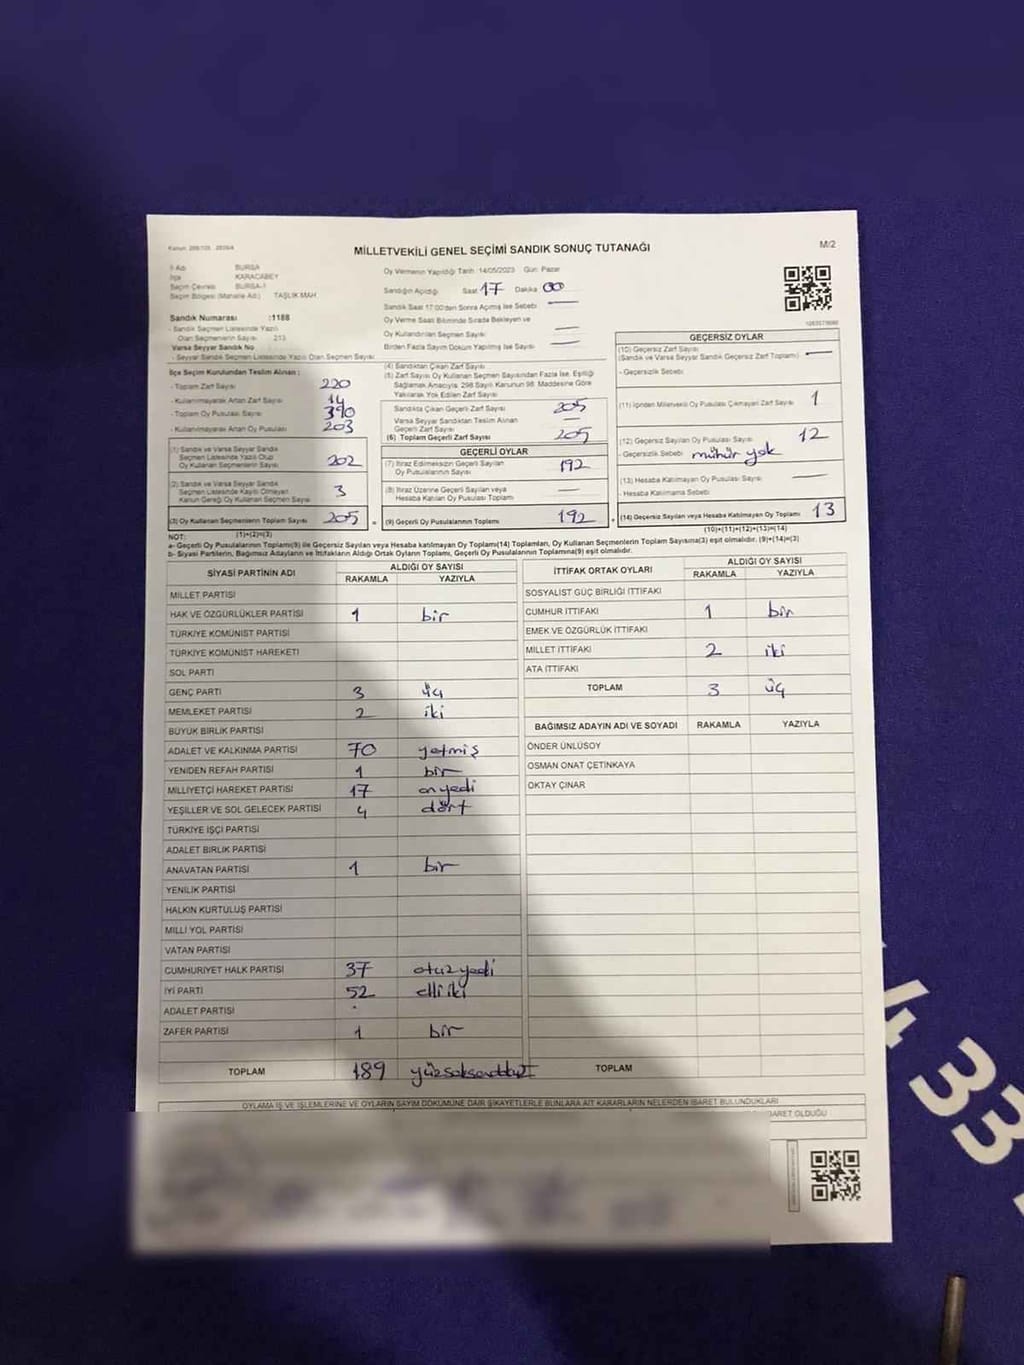 MİLLETVEKİLİ GENEL SEÇİMİ SANDIK SONUÇ TUTANAĞI
M/2
İl Adı BURSA
İlçe KARACABEY
Seçim Çevresi BURSA-1
Seçim Bölgesi (Mahalle Ad.) TAŞLIK MAH
Oy Vermenin Yapıldığı Tarih :14/05/2023 Gün: Pazar
Sandığın Açıldığı Saat 17 Dakika 00
Sandık Saat 17:00'den Sonra Açılmış İse Sebebi
Oy Verme Saati Bitiminde Sırada Bekleyen ve
Oy Kullandırılan Seçmen Sayısı
Birden Fazla Sayım Döküm Yapılmış İse Sayısı
Sandık Numarası :1188
- Sandık Seçmen Listesinde Yazılı
Olan Seçmenlerin Sayısı 213
Varsa Seyyar Sandık No
- Seyyar Sandık Seçmen Listesinde Yazılı Olan Seçmen Sayısı
İlçe Seçim Kurulundan Teslim Alınan :
- Toplam Zarf Sayısı 220
- Kullanılmayarak Artan Zarf Sayısı 14
- Toplam Oy Pusulası Sayısı 390
- Kullanılmayarak Artan Oy Pusulası 203
(1) Sandık ve Varsa Seyyar Sandık
Seçmen Listesinde Yazılı Olup
Oy Kullanan Seçmenlerin Sayısı 202
(2) Sandık ve Varsa Seyyar Sandık
Seçmen Listesinde Kayıtlı Olmayan
Kanun Gereği Oy Kullanan Seçmen Sayısı 3
(3) Oy Kullanan Seçmenlerin Toplam Sayısı 205
(1)+(2)=(3)
(4) Sandıktan Çıkan Zarf Sayısı
(5) Zarf Sayısı Oy Kullanan Seçmen Sayısından Fazla İse, Eşitliği
Sağlamak Amacıyla, 298 Sayılı Kanunun 98. Maddesine Göre
Yakılarak Yok Edilen Zarf Sayısı
Sandıkta Çıkan Geçerli Zarf Sayısı 205
Varsa Seyyar Sandıktan Teslim Alınan
Geçerli Zarf Sayısı
(6) Toplam Geçerli Zarf Sayısı 205
GEÇERLİ OYLAR
(7) İtiraz Edilmeksizin Geçerli Sayılan
Oy Pusulalarının Sayısı 192
(8) İtiraz Üzerine Geçerli Sayılan veya
Hesaba Katılan Oy Pusulası Toplamı
= (9) Geçerli Oy Pusulalarının Toplamı 192
GEÇERSİZ OYLAR
(10) Geçersiz Zarf Sayısı
(Sandık ve Varsa Seyyar Sandık Geçersiz Zarf Toplamı)
- Geçersizlik Sebebi
(11) İçinden Milletvekili Oy Pusulası Çıkmayan Zarf Sayısı 1
(12) Geçersiz Sayılan Oy Pusulası Sayısı 12
- Geçersizlik Sebebi mühür yok
(13) Hesaba Katılmayan Oy Pusulası Sayısı
- Hesaba Katılmama Sebebi
+ (14) Geçersiz Sayılan veya Hesaba Katılmayan Oy Toplamı 13
(10)+(11)+(12)+(13)=(14)
NOT:
a- Geçerli Oy Pusulalarının Toplamı(9) ile Geçersiz Sayılan veya Hesaba katılmayan Oy Toplamı(14) Toplamları, Oy Kullanan Seçmenlerin Toplam Sayısına(3) eşit olmalıdır. (9)+(14)=(3)
b- Siyasi Partilerin, Bağımsız Adayların ve İttifakların Aldığı Ortak Oyların Toplamı, Geçerli Oy Pusulalarının Toplamına(9) eşit olmalıdır.
SİYASİ PARTİNİN ADI
ALDIĞI OY SAYISI
RAKAMLA YAZIYLA
MİLLET PARTİSİ
HAK VE ÖZGÜRLÜKLER PARTİSİ 1 bir
TÜRKİYE KOMÜNİST PARTİSİ
TÜRKİYE KOMÜNİST HAREKETİ
SOL PARTİ
GENÇ PARTİ 3 üç
MEMLEKET PARTİSİ 2 iki
BÜYÜK BİRLİK PARTİSİ
ADALET VE KALKINMA PARTİSİ 70 yetmiş
YENİDEN REFAH PARTİSİ 1 bir
MİLLİYETÇİ HAREKET PARTİSİ 17 onyedi
YEŞİLLER VE SOL GELECEK PARTİSİ 4 dört
TÜRKİYE İŞÇİ PARTİSİ
ADALET BİRLİK PARTİSİ
ANAVATAN PARTİSİ 1 bir
YENİLİK PARTİSİ
HALKIN KURTULUŞ PARTİSİ
MİLLİ YOL PARTİSİ
VATAN PARTİSİ
CUMHURİYET HALK PARTİSİ 37 otuzyedi
İYİ PARTİ 52 elliiki
ADALET PARTİSİ
ZAFER PARTİSİ 1 bir
TOPLAM 189 yüzseksendokuz
İTTİFAK ORTAK OYLARI
ALDIĞI OY SAYISI
RAKAMLA YAZIYLA
SOSYALİST GÜÇ BİRLİĞİ İTTİFAKI
CUMHUR İTTİFAKI 1 bir
EMEK VE ÖZGÜRLÜK İTTİFAKI
MİLLET İTTİFAKI 2 iki
ATA İTTİFAKI
TOPLAM 3 üç
BAĞIMSIZ ADAYIN ADI VE SOYADI RAKAMLA YAZIYLA
ÖNDER ÜNLÜSOY
OSMAN ONAT ÇETİNKAYA
OKTAY ÇINAR
TOPLAM
OYLAMA İŞ VE İŞLEMLERİNE VE OYLARIN SAYIM DÖKÜMÜNE DAİR ŞİKAYETLERLE BUNLARA AİT KARARLARIN NELERDEN İBARET BULUNDUKLARI
İBARET OLDUĞU